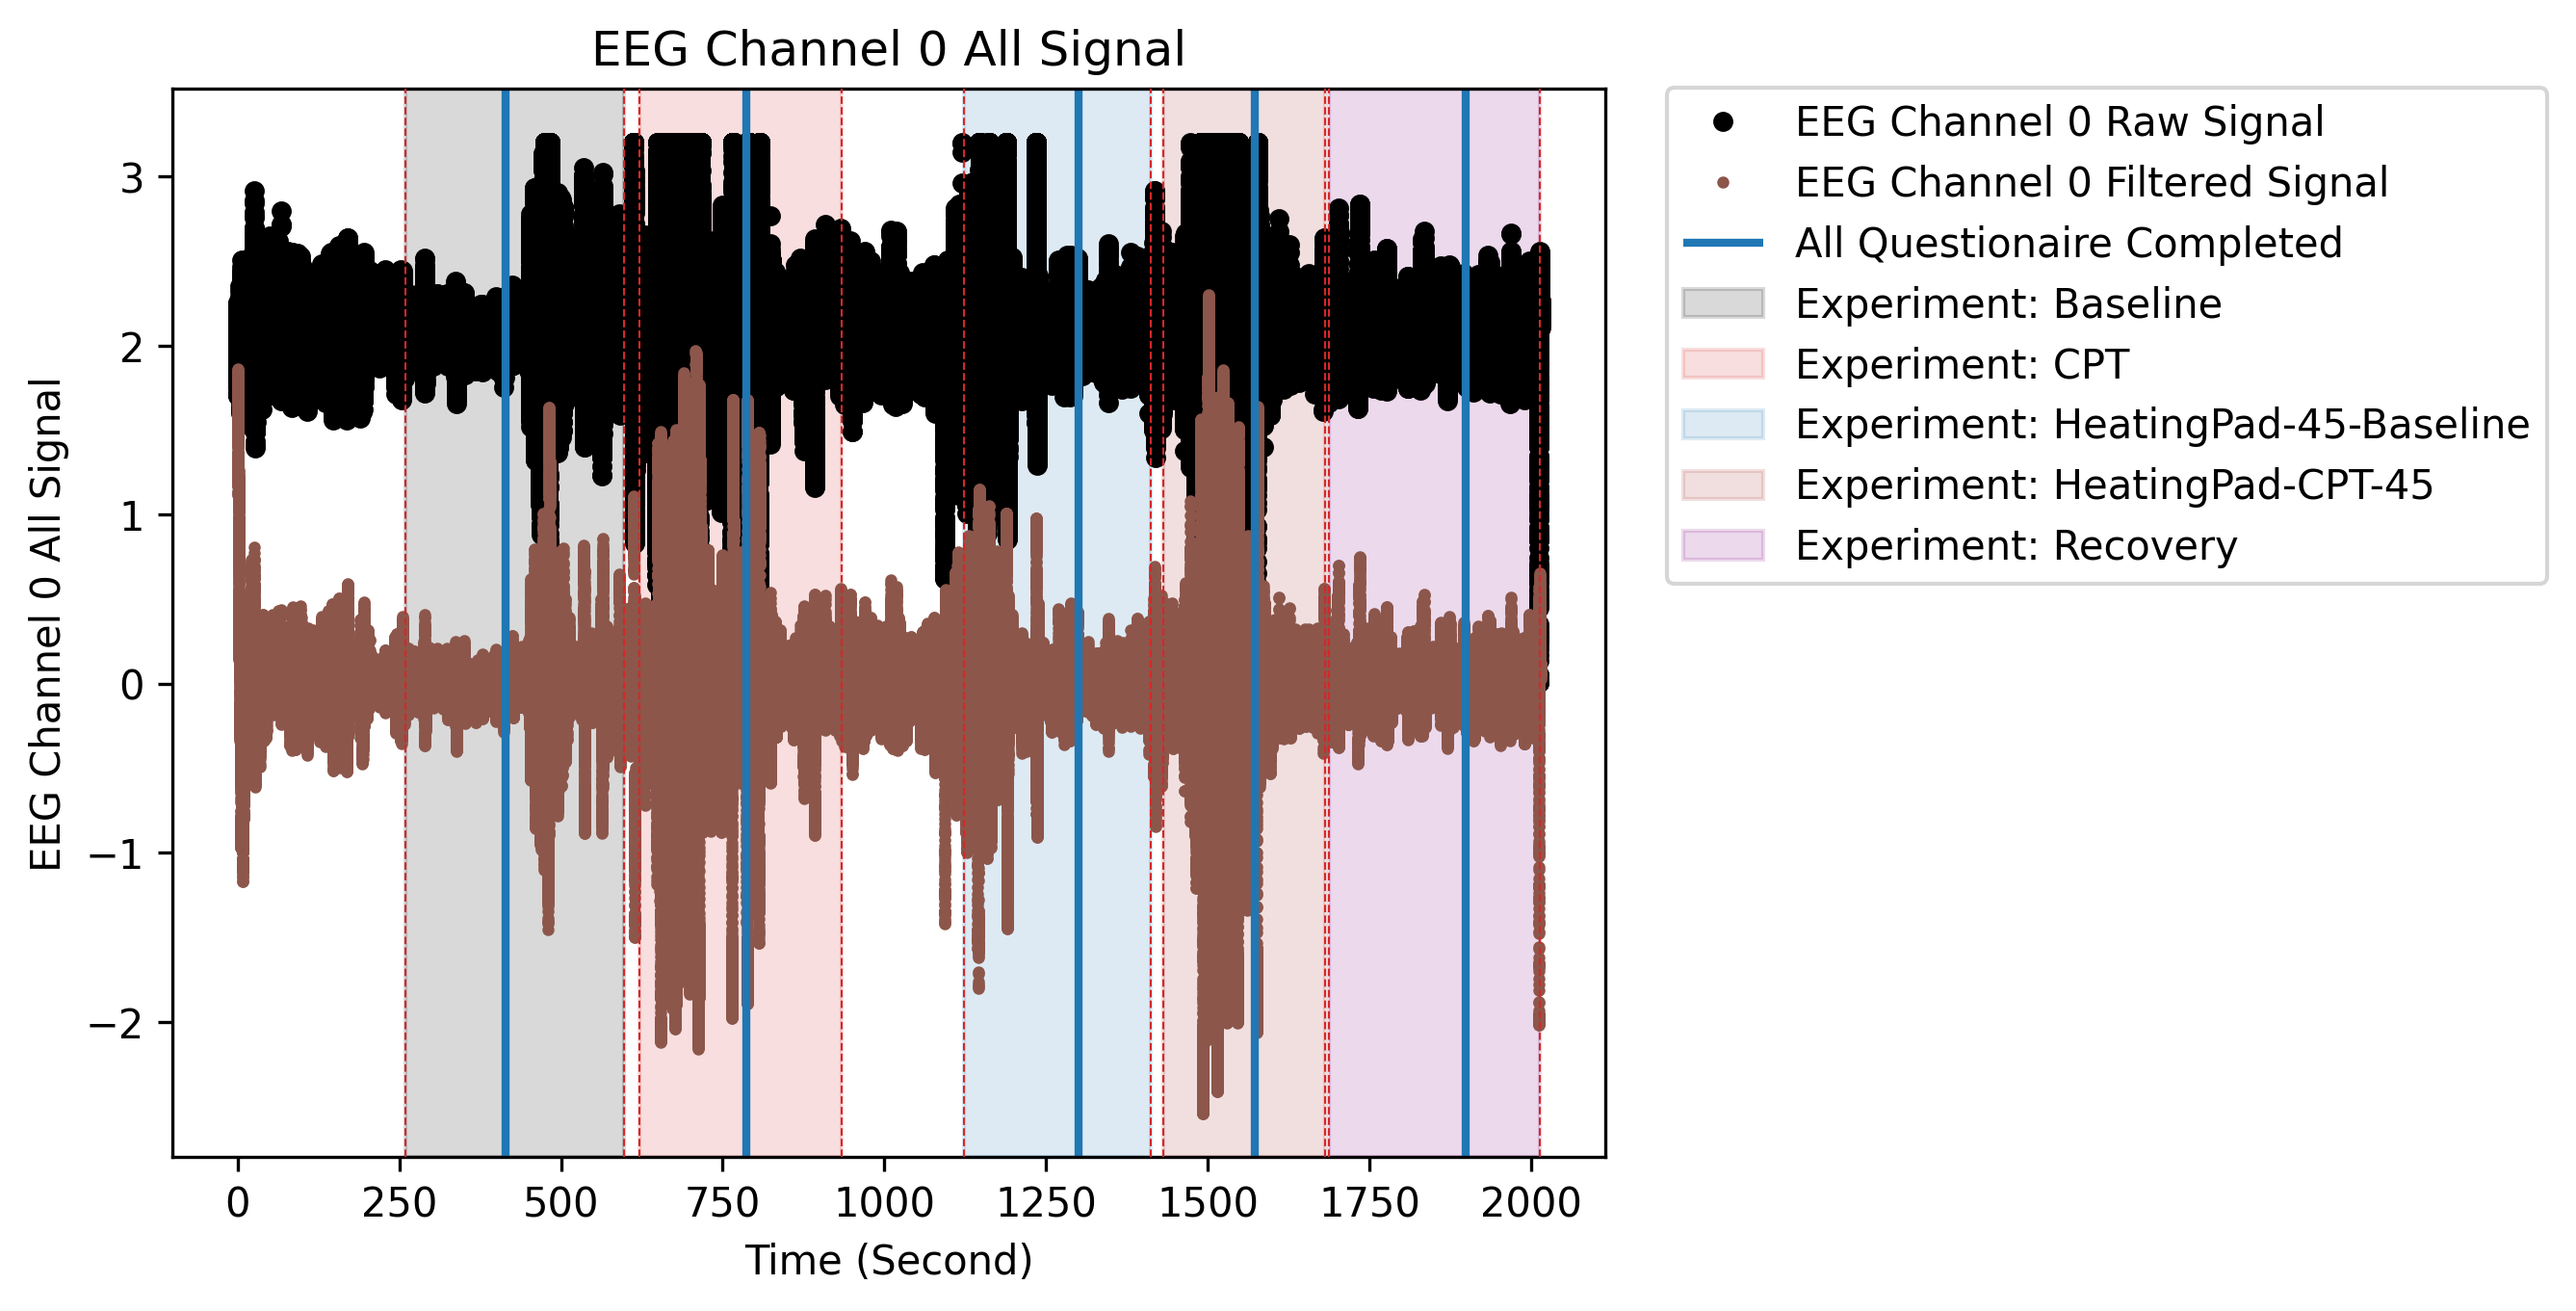 EEG Channel 0 All Signal
EEG Channel 0 All Signal
3
2
1
0
−1
−2
0 250 500 750 1000 1250 1500 1750 2000
Time (Second)
EEG Channel 0 Raw Signal
EEG Channel 0 Filtered Signal
All Questionaire Completed
Experiment: Baseline
Experiment: CPT
Experiment: HeatingPad-45-Baseline
Experiment: HeatingPad-CPT-45
Experiment: Recovery